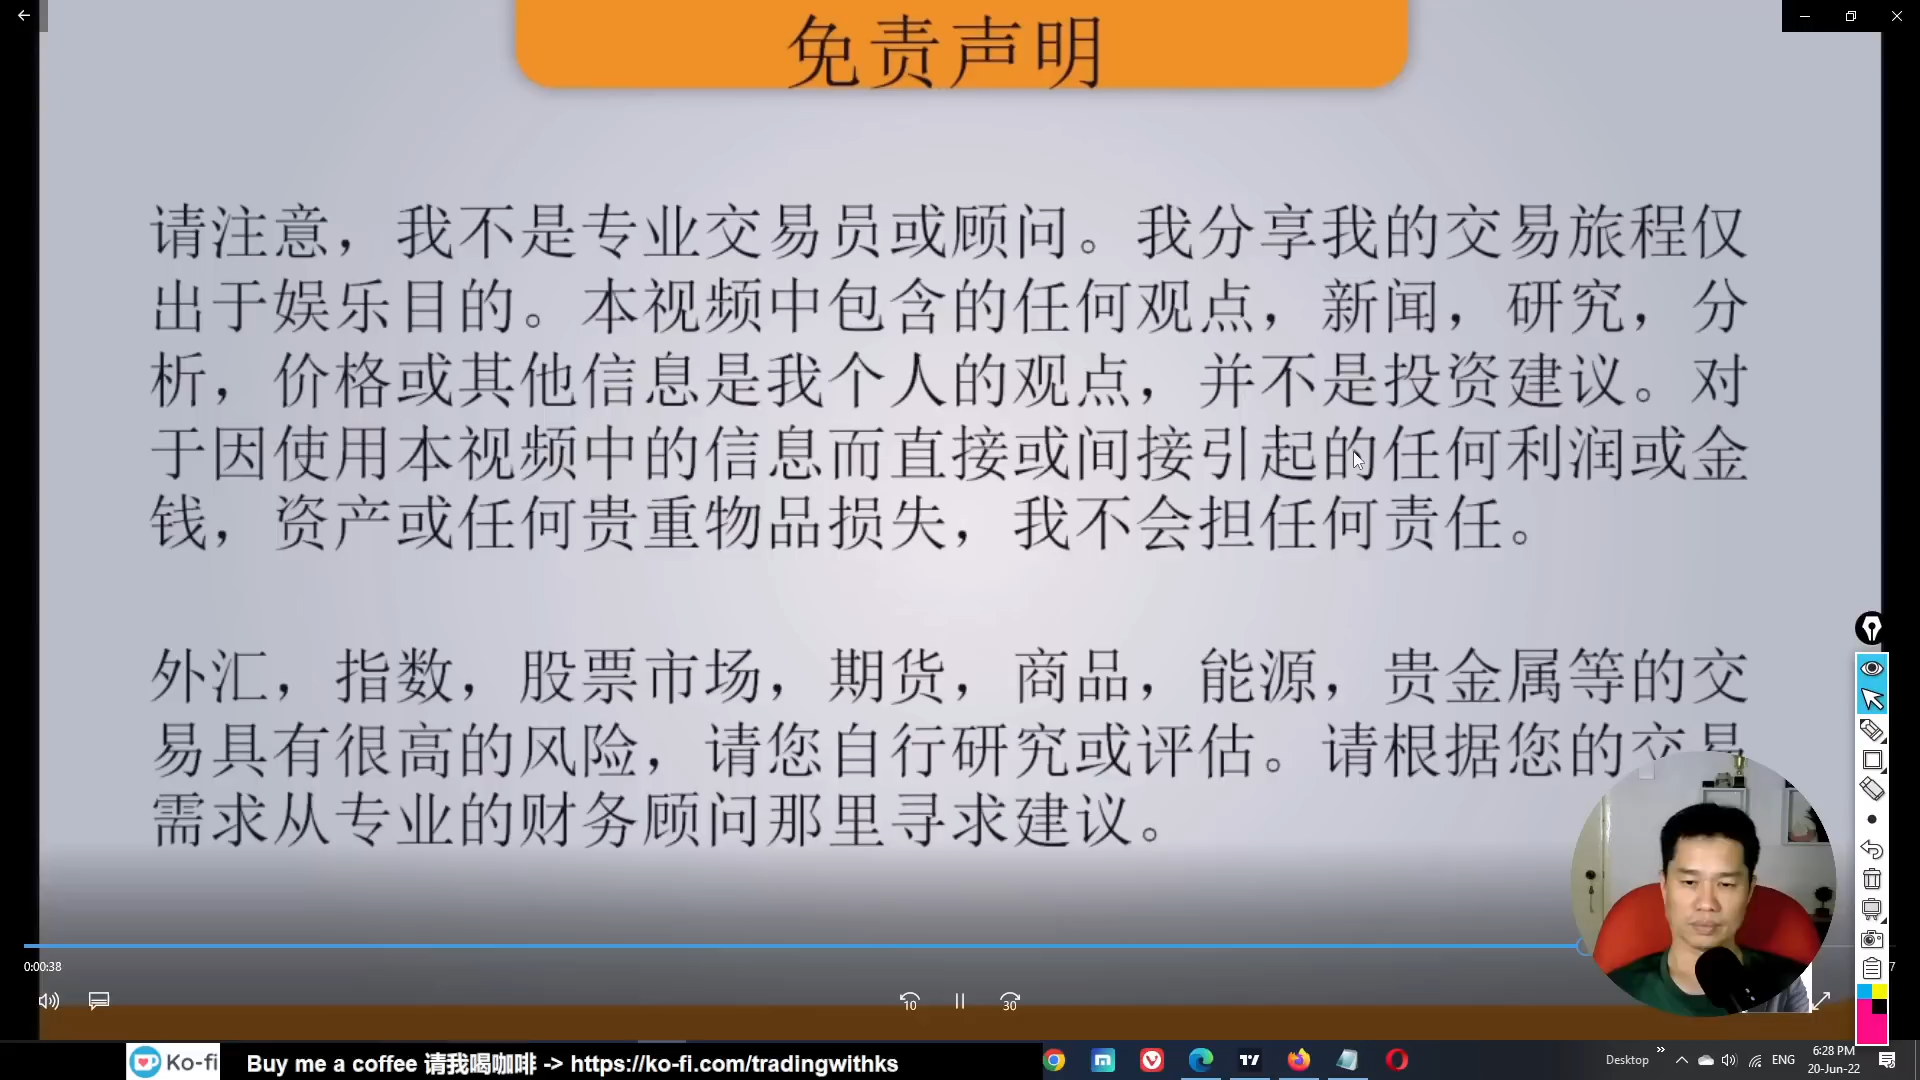 免责声明
请注意，我不是专业交易员或顾问。我分享我的交易旅程仅
出于娱乐目的。本视频中包含的任何观点，新闻，研究，分
析，价格或其他信息是我个人的观点，并不是投资建议。对
于因使用本视频中的信息而直接或间接引起的任何利润或金
钱，资产或任何贵重物品损失，我不会担任何责任。
外汇，指数，股票市场，期货，商品，能源，贵金属等的交
易具有很高的风险，请您自行研究或评估。请根据您的交易
需求从专业的财务顾问那里寻求建议。
0:00:38
7
10
30
Ko-fi
Buy me a coffee 请我喝咖啡 -> https://ko-fi.com/tradingwithks
Desktop
ENG
6:28 PM
20-Jun-22